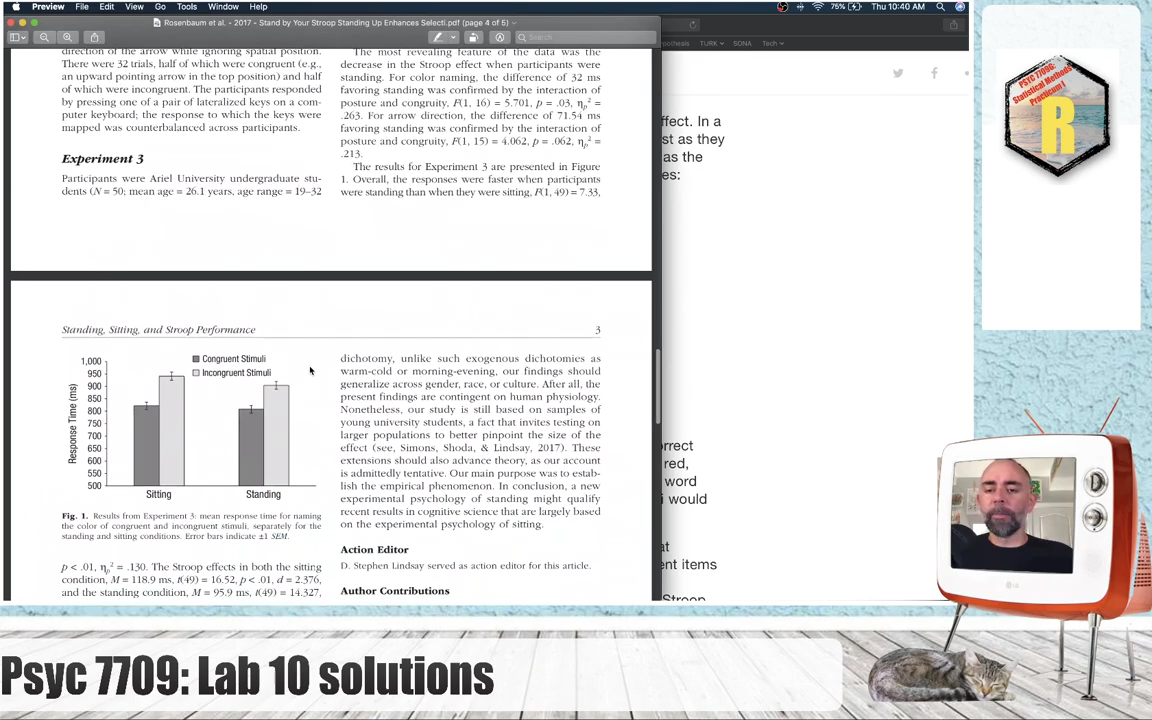 Preview File Edit View Go Tools Window Help
75% Thu 10:40 AM
Rosenbaum et al. - 2017 - Stand by Your Stroop Standing Up Enhances Selecti.pdf (page 4 of 5)
Search
TURK SONA Tech
direction of the arrow while ignoring spatial position.
There were 32 trials, half of which were congruent (e.g.,
an upward pointing arrow in the top position) and half
of which were incongruent. The participants responded
by pressing one of a pair of lateralized keys on a com-
puter keyboard; the response to which the keys were
mapped was counterbalanced across participants.
Experiment 3
Participants were Ariel University undergraduate stu-
dents (N = 50; mean age = 26.1 years, age range = 19–32
The most revealing feature of the data was the
decrease in the Stroop effect when participants were
standing. For color naming, the difference of 32 ms
favoring standing was confirmed by the interaction of
posture and congruity, F(1, 16) = 5.701, p = .03, ηp² =
.263. For arrow direction, the difference of 71.54 ms
favoring standing was confirmed by the interaction of
posture and congruity, F(1, 15) = 4.062, p = .062, ηp² =
.213.
The results for Experiment 3 are presented in Figure
1. Overall, the responses were faster when participants
were standing than when they were sitting, F(1, 49) = 7.33,
Standing, Sitting, and Stroop Performance 3
Congruent Stimuli
Incongruent Stimuli
Response Time (ms)
1,000
950
900
850
800
750
700
650
600
550
500
Sitting Standing
Fig. 1. Results from Experiment 3: mean response time for naming
the color of congruent and incongruent stimuli, separately for the
standing and sitting conditions. Error bars indicate ±1 SEM.
p < .01, ηp² = .130. The Stroop effects in both the sitting
condition, M = 118.9 ms, t(49) = 16.52, p < .01, d = 2.376,
and the standing condition, M = 95.9 ms, t(49) = 14.327,
dichotomy, unlike such exogenous dichotomies as
warm-cold or morning-evening, our findings should
generalize across gender, race, or culture. After all, the
present findings are contingent on human physiology.
Nonetheless, our study is still based on samples of
young university students, a fact that invites testing on
larger populations to better pinpoint the size of the
effect (see, Simons, Shoda, & Lindsay, 2017). These
extensions should also advance theory, as our account
is admittedly tentative. Our main purpose was to estab-
lish the empirical phenomenon. In conclusion, a new
experimental psychology of standing might qualify
recent results in cognitive science that are largely based
on the experimental psychology of sitting.
Action Editor
D. Stephen Lindsay served as action editor for this article.
Author Contributions
ffect. In a
st as they
as the
es:
rrect
red,
word
i would
at
ent items
Stroop
PSYC 7709G:
Statistical Methods
Practicum I
R
LG
Psyc 7709: Lab 10 solutions